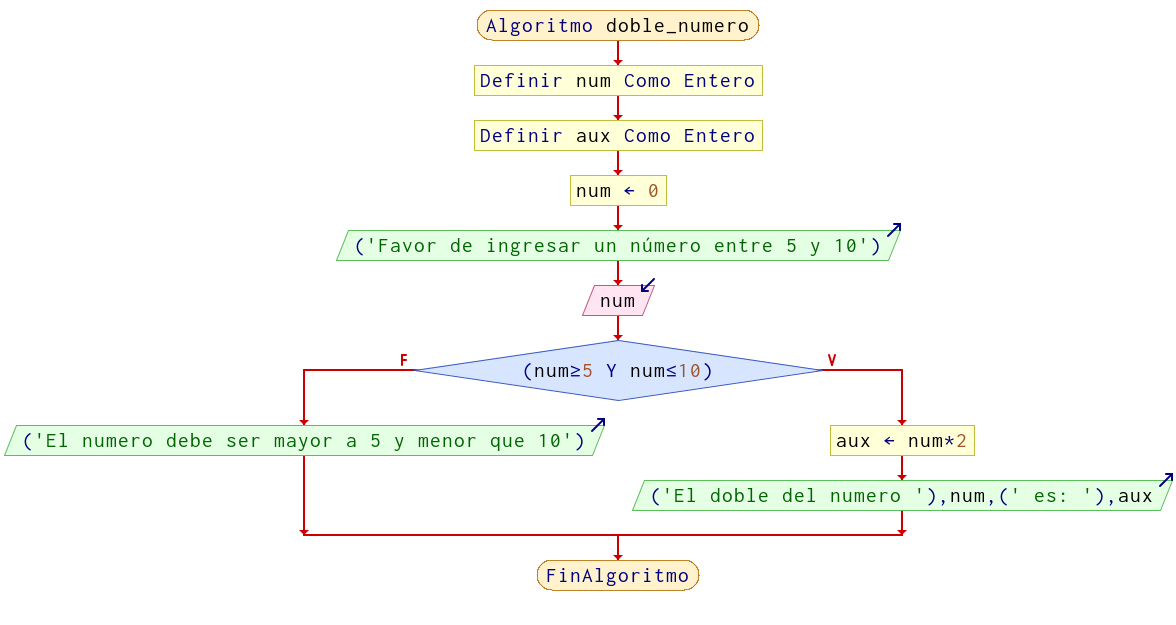 Algoritmo doble_numero
Definir num Como Entero
Definir aux Como Entero
num ← 0
('Favor de ingresar un número entre 5 y 10')
num
(num≥5 Y num≤10)
F
V
('El numero debe ser mayor a 5 y menor que 10')
aux ← num*2
('El doble del numero '),num,(' es: '),aux
FinAlgoritmo